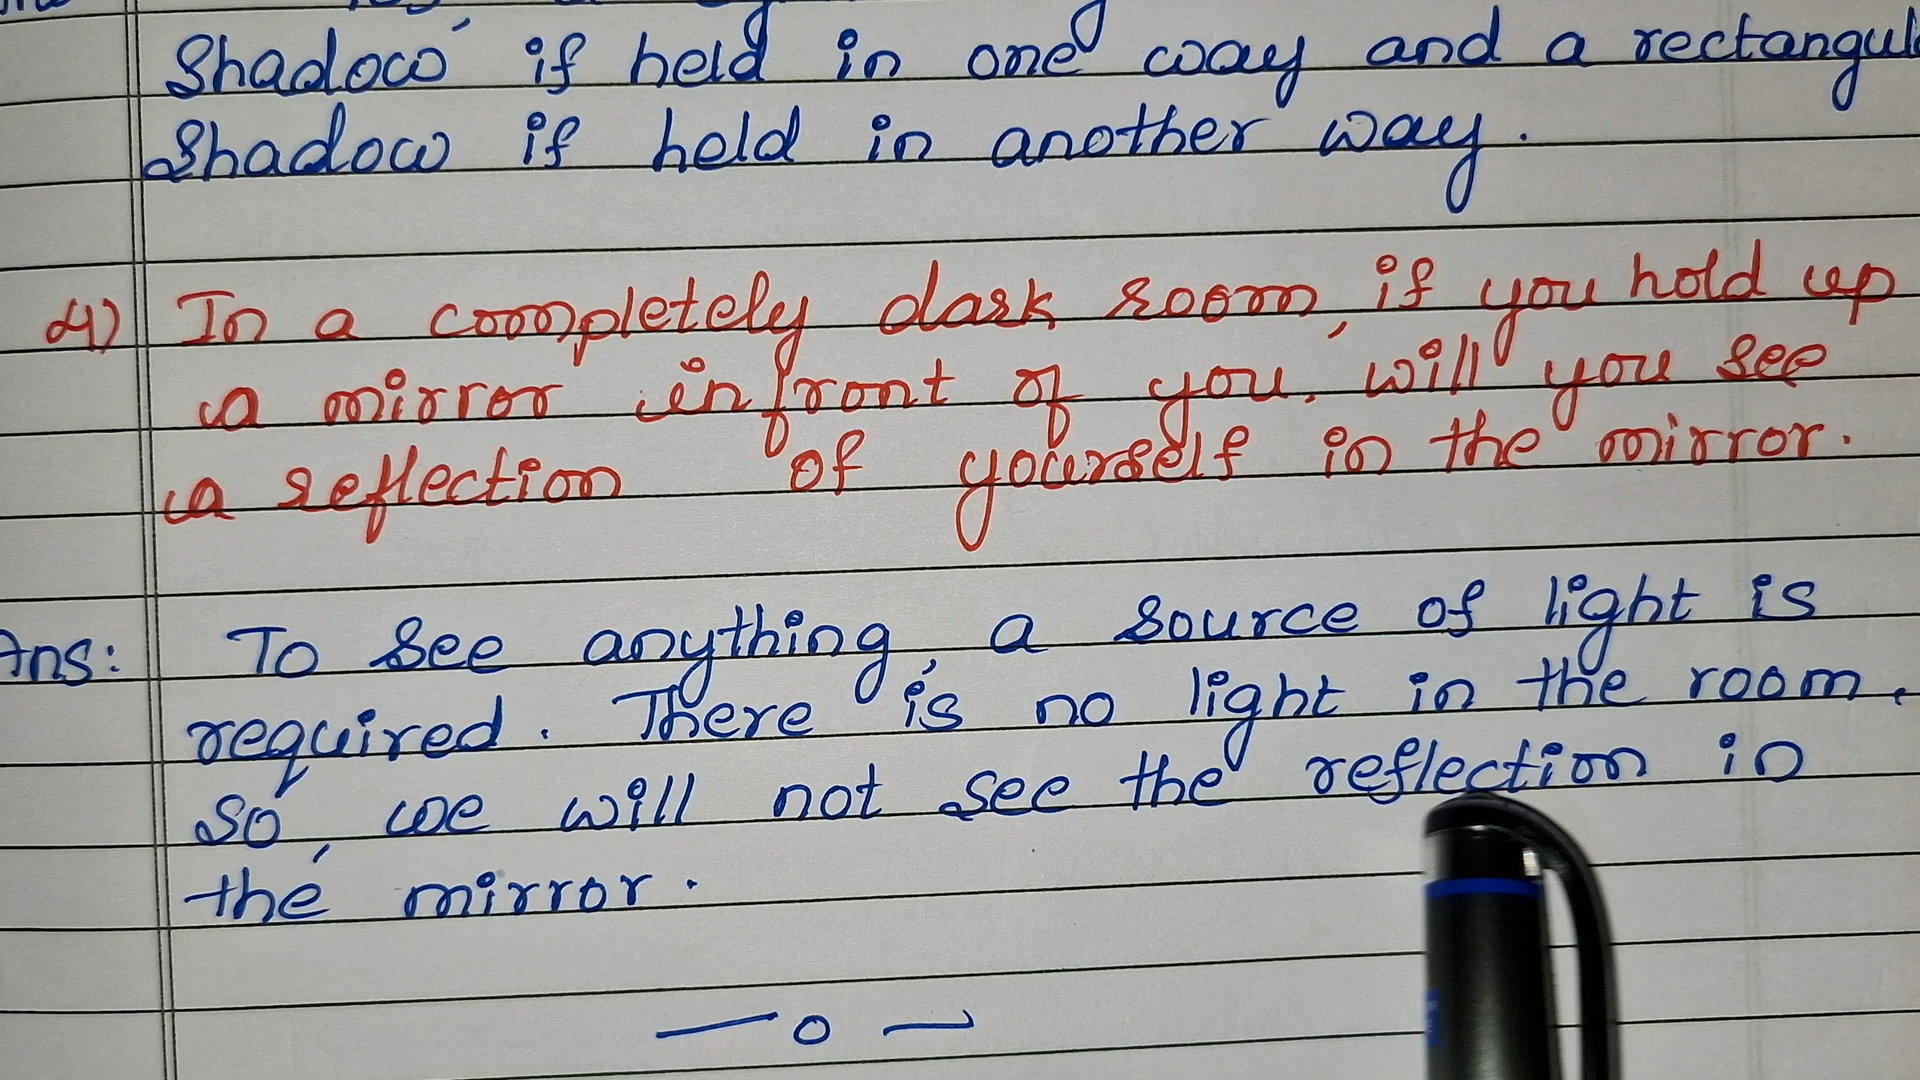 Shadow if held in one way and a rectangul
Shadow if held in another way.
4) In a completely dark room, if you hold up
a mirror infront of you, will you see
a reflection of yourself in the mirror.
Ans: To see anything, a source of light is
required. There is no light in the room.
So, we will not see the reflection in
the mirror.
— o —